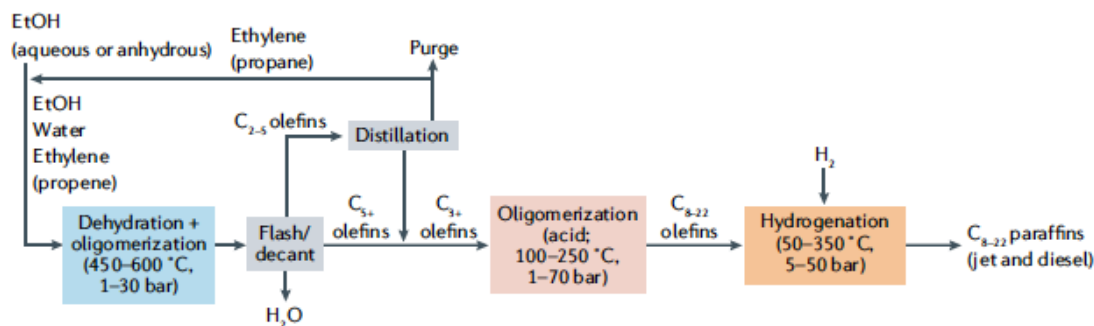 EtOH
(aqueous or anhydrous)
Ethylene
(propane)
Purge
EtOH
Water
Ethylene
(propene)
C₂₋₅ olefins
Distillation
H₂
Dehydration +
oligomerization
(450–600 °C,
1–30 bar)
Flash/
decant
C₅₊
olefins
C₃₊
olefins
Oligomerization
(acid;
100–250 °C,
1–70 bar)
C₈₋₂₂
olefins
Hydrogenation
(50–350 °C,
5–50 bar)
C₈₋₂₂ paraffins
(jet and diesel)
H₂O